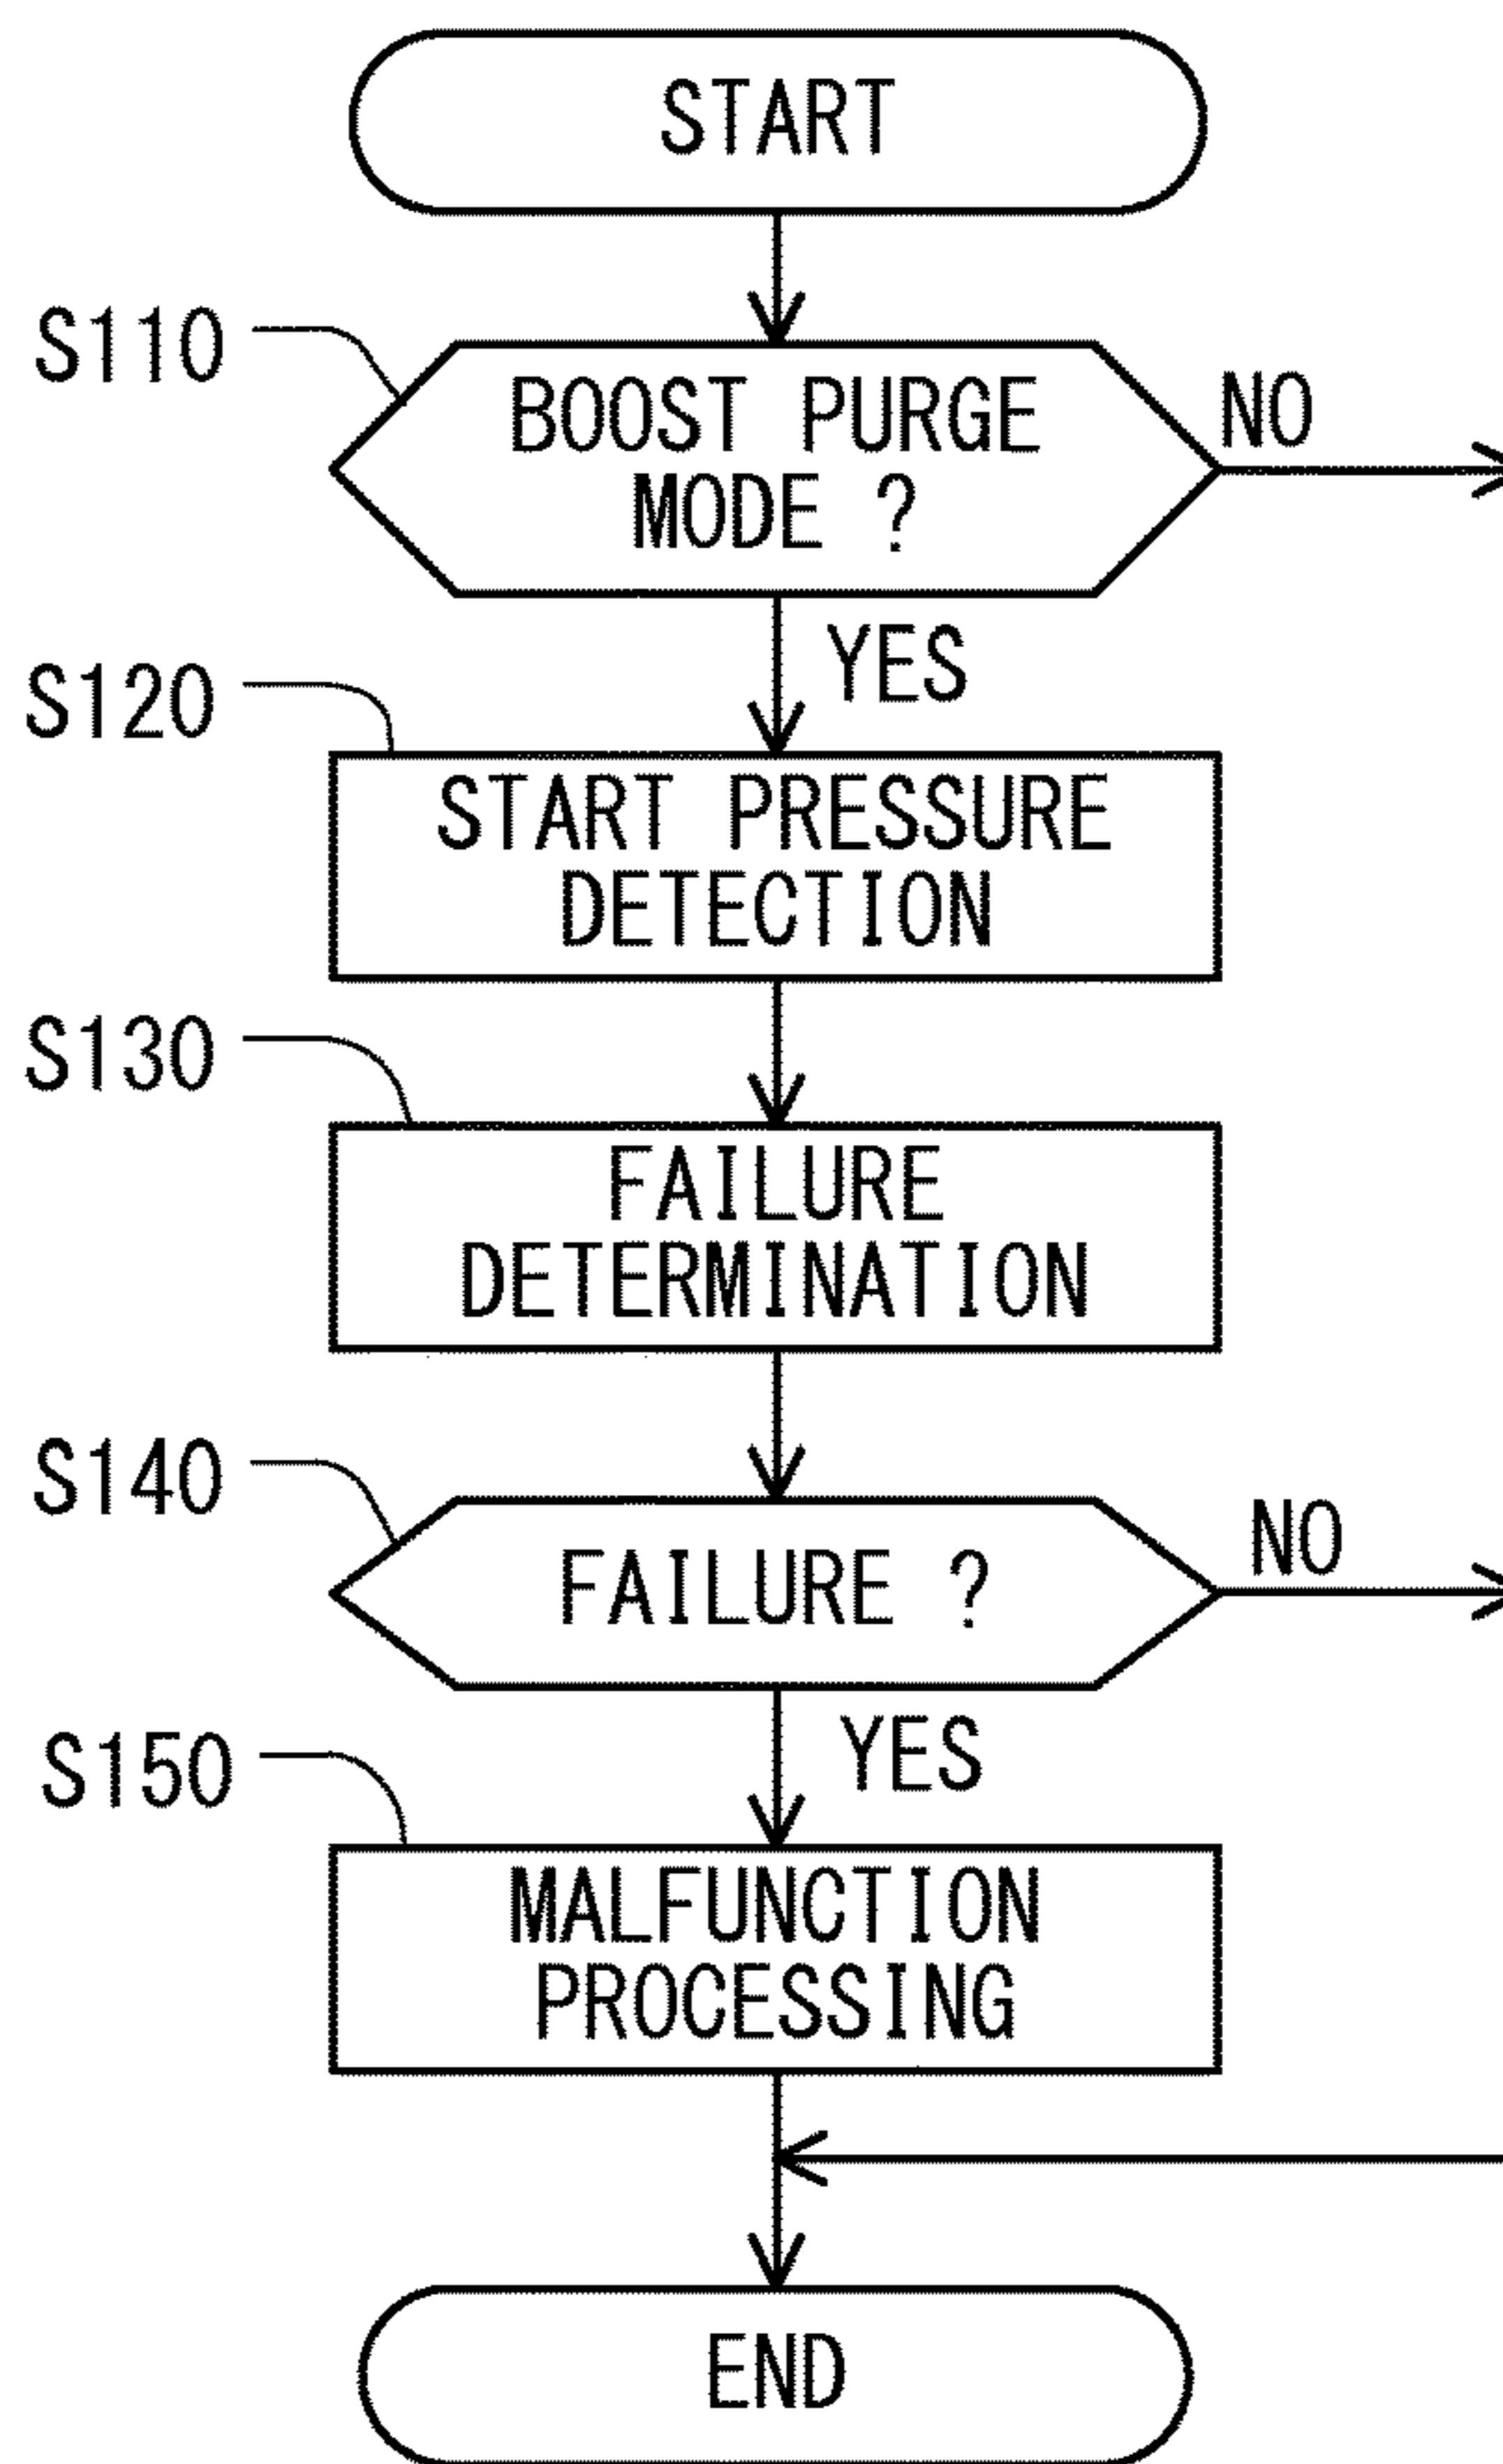 START
S110
BOOST PURGE
MODE ?
NO
YES
S120
START PRESSURE
DETECTION
S130
FAILURE
DETERMINATION
S140
FAILURE ?
NO
YES
S150
MALFUNCTION
PROCESSING
END